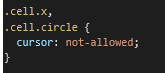 .cell.x,
.cell.circle {
  cursor: not-allowed;
}